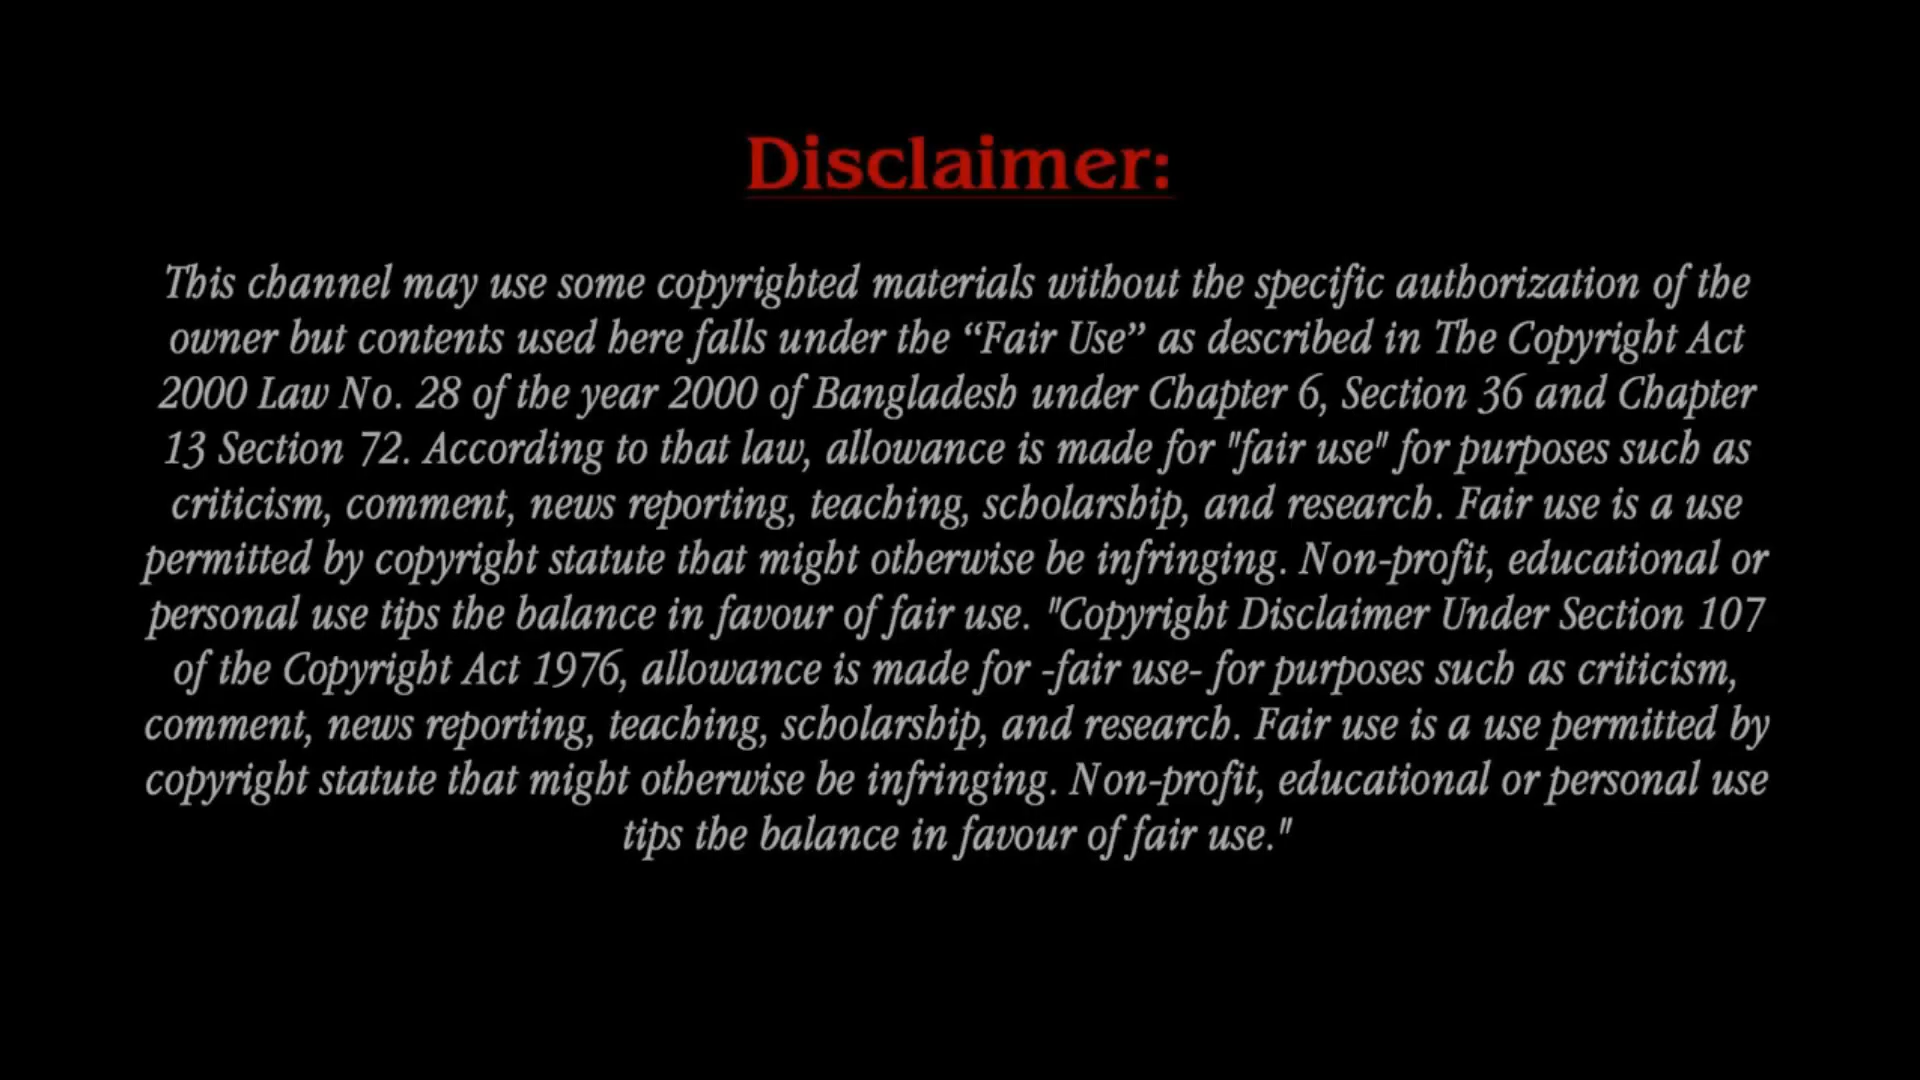 Disclaimer:
This channel may use some copyrighted materials without the specific authorization of the
owner but contents used here falls under the “Fair Use” as described in The Copyright Act
2000 Law No. 28 of the year 2000 of Bangladesh under Chapter 6, Section 36 and Chapter
13 Section 72. According to that law, allowance is made for "fair use" for purposes such as
criticism, comment, news reporting, teaching, scholarship, and research. Fair use is a use
permitted by copyright statute that might otherwise be infringing. Non-profit, educational or
personal use tips the balance in favour of fair use. "Copyright Disclaimer Under Section 107
of the Copyright Act 1976, allowance is made for -fair use- for purposes such as criticism,
comment, news reporting, teaching, scholarship, and research. Fair use is a use permitted by
copyright statute that might otherwise be infringing. Non-profit, educational or personal use
tips the balance in favour of fair use."